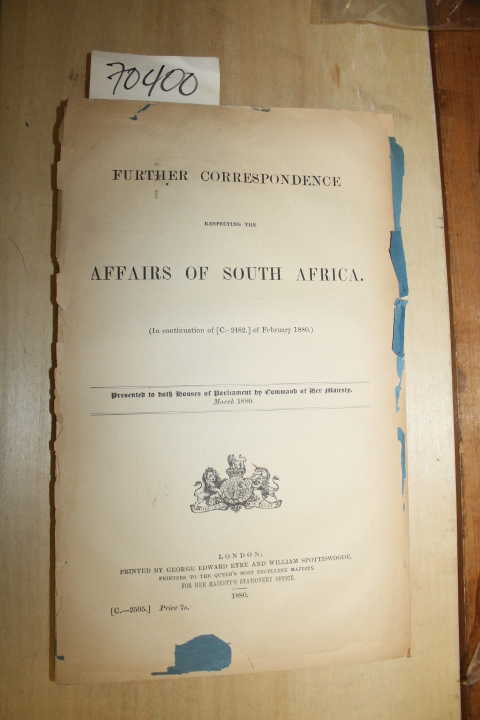 70400
FURTHER CORRESPONDENCE
RESPECTING THE
AFFAIRS OF SOUTH AFRICA.
(In continuation of [C.–2482.] of February 1880.)
Presented to both Houses of Parliament by Command of Her Majesty.
March 1880.
LONDON:
PRINTED BY GEORGE EDWARD EYRE AND WILLIAM SPOTTISWOODE,
PRINTERS TO THE QUEEN'S MOST EXCELLENT MAJESTY.
FOR HER MAJESTY'S STATIONERY OFFICE.
1880.
[C.—2505.] Price 7s.